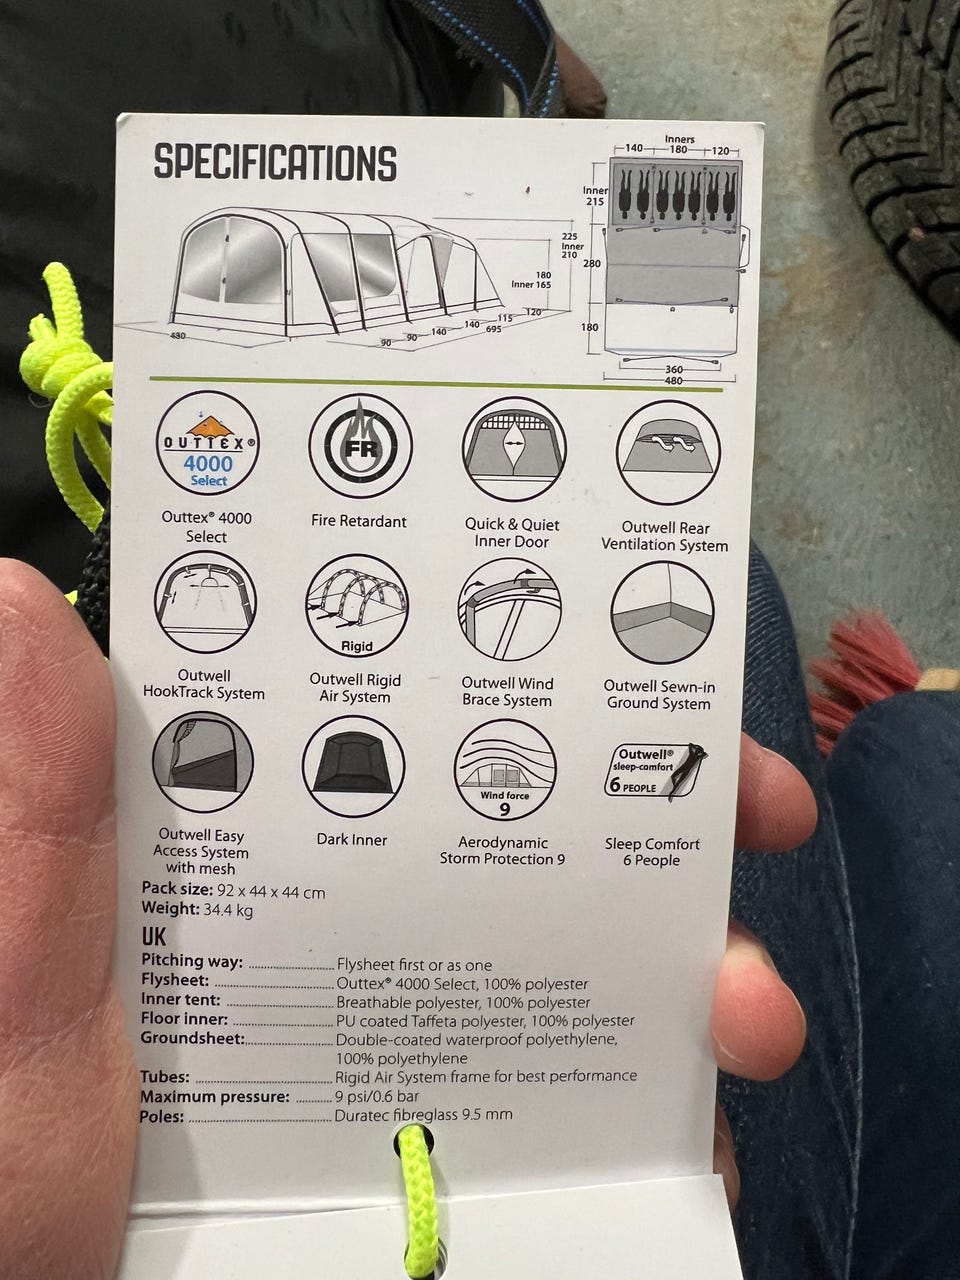 SPECIFICATIONS
Inners
140 180 120
Inner
215
280
180
360
480
225
Inner
210
180
Inner 165
480
90 90 140 140 115 120
695
OUTTEX®
4000
Select
FR
Outtex® 4000
Select
Fire Retardant
Quick & Quiet
Inner Door
Outwell Rear
Ventilation System
Rigid
Outwell
HookTrack System
Outwell Rigid
Air System
Outwell Wind
Brace System
Outwell Sewn-in
Ground System
Wind force
9
Outwell®
sleep-comfort
6 PEOPLE
Outwell Easy
Access System
with mesh
Dark Inner
Aerodynamic
Storm Protection 9
Sleep Comfort
6 People
Pack size: 92 x 44 x 44 cm
Weight: 34.4 kg
UK
Pitching way: .......................... Flysheet first or as one
Flysheet: .................................... Outtex® 4000 Select, 100% polyester
Inner tent: ................................ Breathable polyester, 100% polyester
Floor inner: .............................. PU coated Taffeta polyester, 100% polyester
Groundsheet:.......................... Double-coated waterproof polyethylene,
100% polyethylene
Tubes: ......................................... Rigid Air System frame for best performance
Maximum pressure: ........... 9 psi/0.6 bar
Poles: .......................................... Duratec fibreglass 9.5 mm